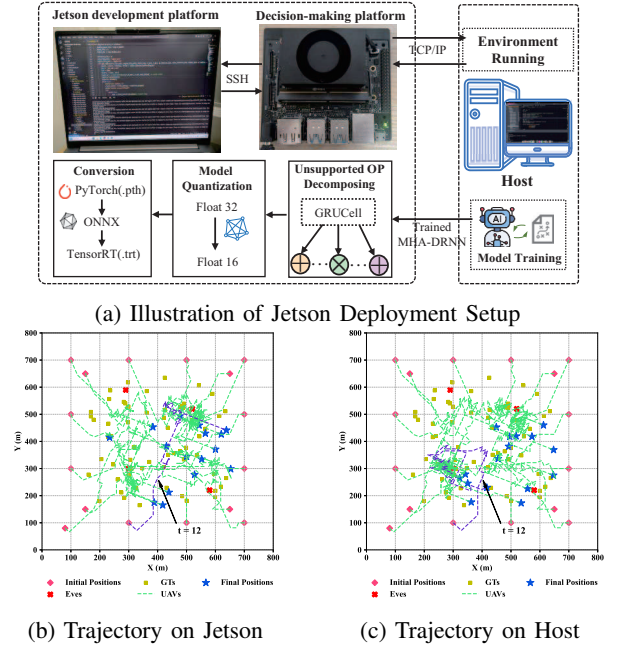 Jetson development platform
Decision-making platform
SSH
TCP/IP
Environment
Running
Host
AI
Model Training
Trained
MHA-DRNN
Unsupported OP
Decomposing
GRUCell
Model
Quantization
Float 32
Float 16
Conversion
PyTorch(.pth)
ONNX
TensorRT(.trt)
(a) Illustration of Jetson Deployment Setup
800
700
600
500
400
300
200
100
0
Y (m)
0 100 200 300 400 500 600 700 800
X (m)
t = 12
Initial Positions
GTs
Final Positions
Eves
UAVs
(b) Trajectory on Jetson
800
700
600
500
400
300
200
100
0
Y (m)
0 100 200 300 400 500 600 700 800
X (m)
t = 12
Initial Positions
GTs
Final Positions
Eves
UAVs
(c) Trajectory on Host